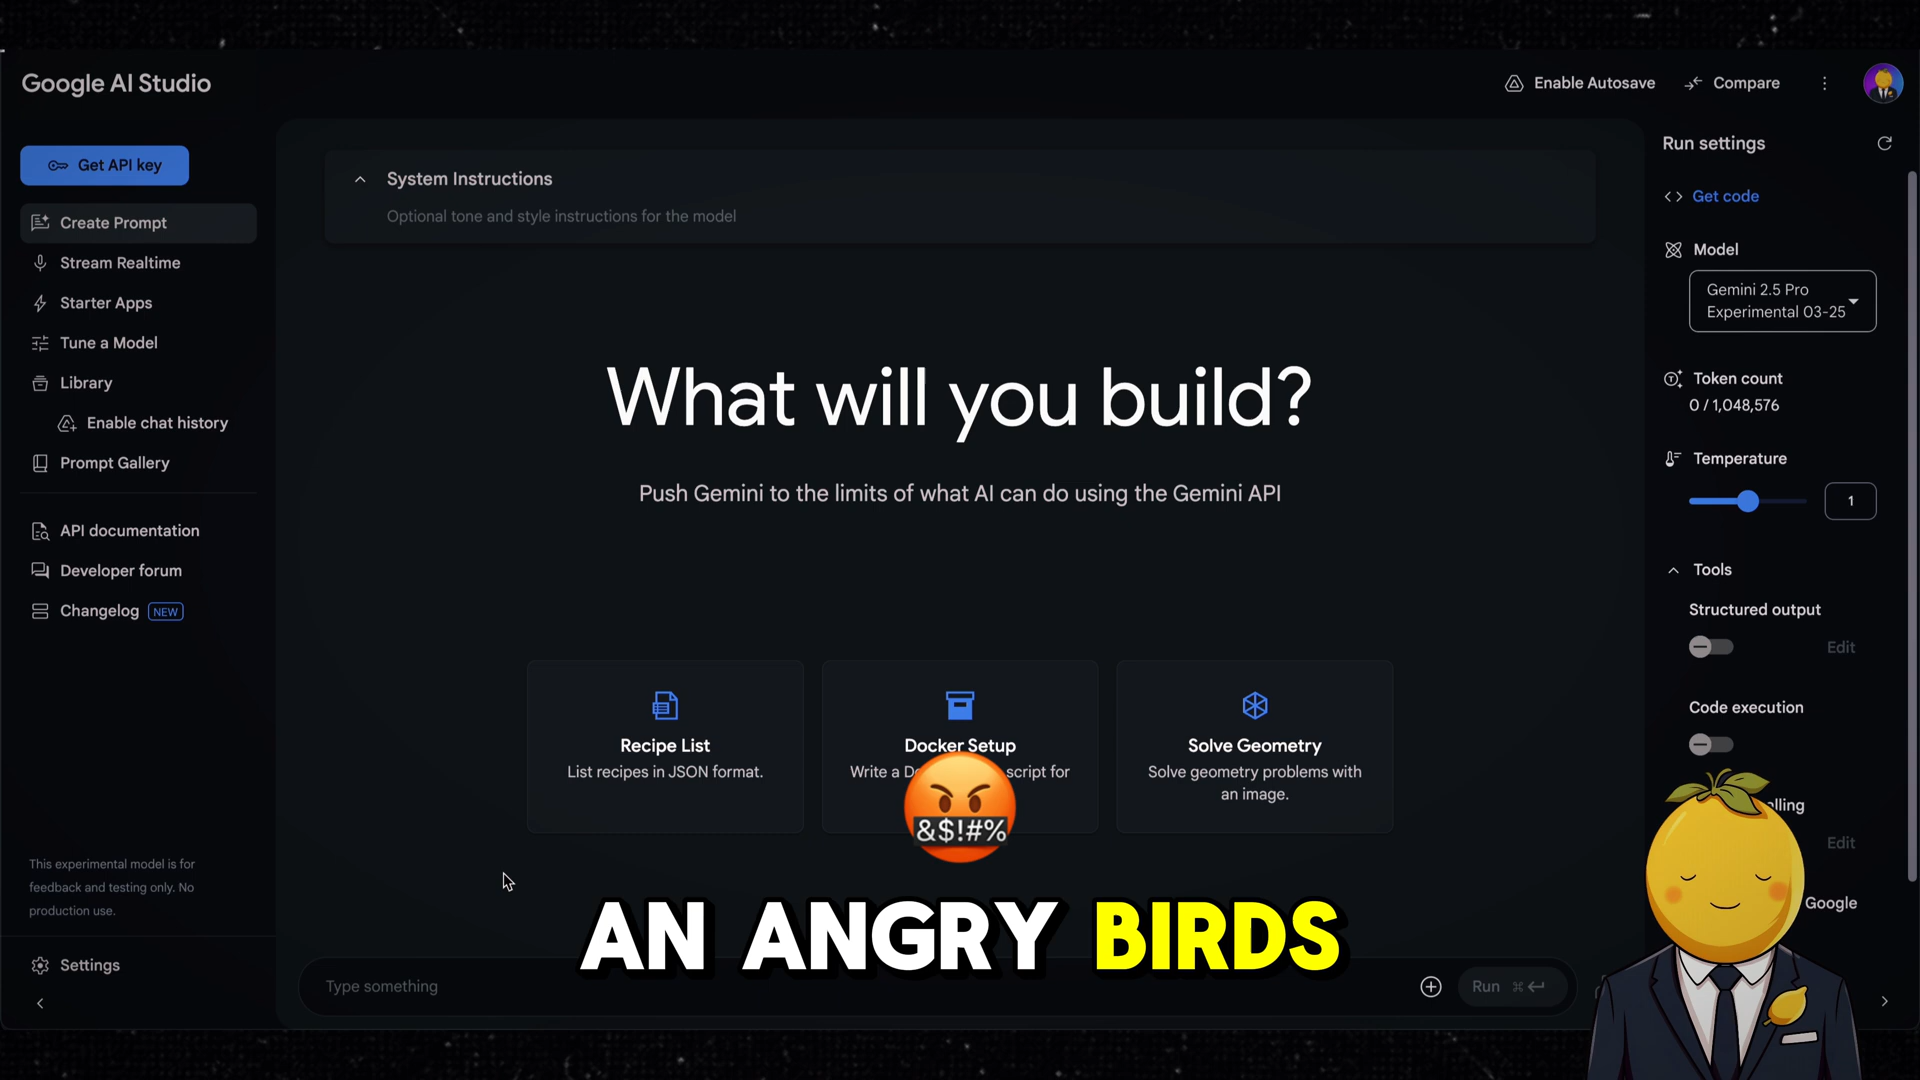 Google AI Studio
Enable Autosave
Compare
Get API key
Create Prompt
Stream Realtime
Starter Apps
Tune a Model
Library
Enable chat history
Prompt Gallery
API documentation
Developer forum
Changelog NEW
This experimental model is for
feedback and testing only. No
production use.
Settings
System Instructions
Optional tone and style instructions for the model
What will you build?
Push Gemini to the limits of what AI can do using the Gemini API
Recipe List
List recipes in JSON format.
Docker Setup
Write a script for
Solve Geometry
Solve geometry problems with
an image.
&$!#%
AN ANGRY BIRDS
Type something
Run ⌘↵
Run settings
Get code
Model
Gemini 2.5 Pro
Experimental 03-25
Token count
0 / 1,048,576
Temperature
1
Tools
Structured output
Edit
Code execution
Edit
Google